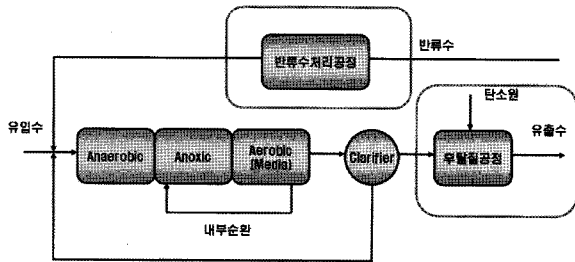 반류수처리공정
반류수
유입수
탄소원
유출수
Anaerobic
Anoxic
Aerobic
(Media)
Clarifier
후탈질공정
내부순환